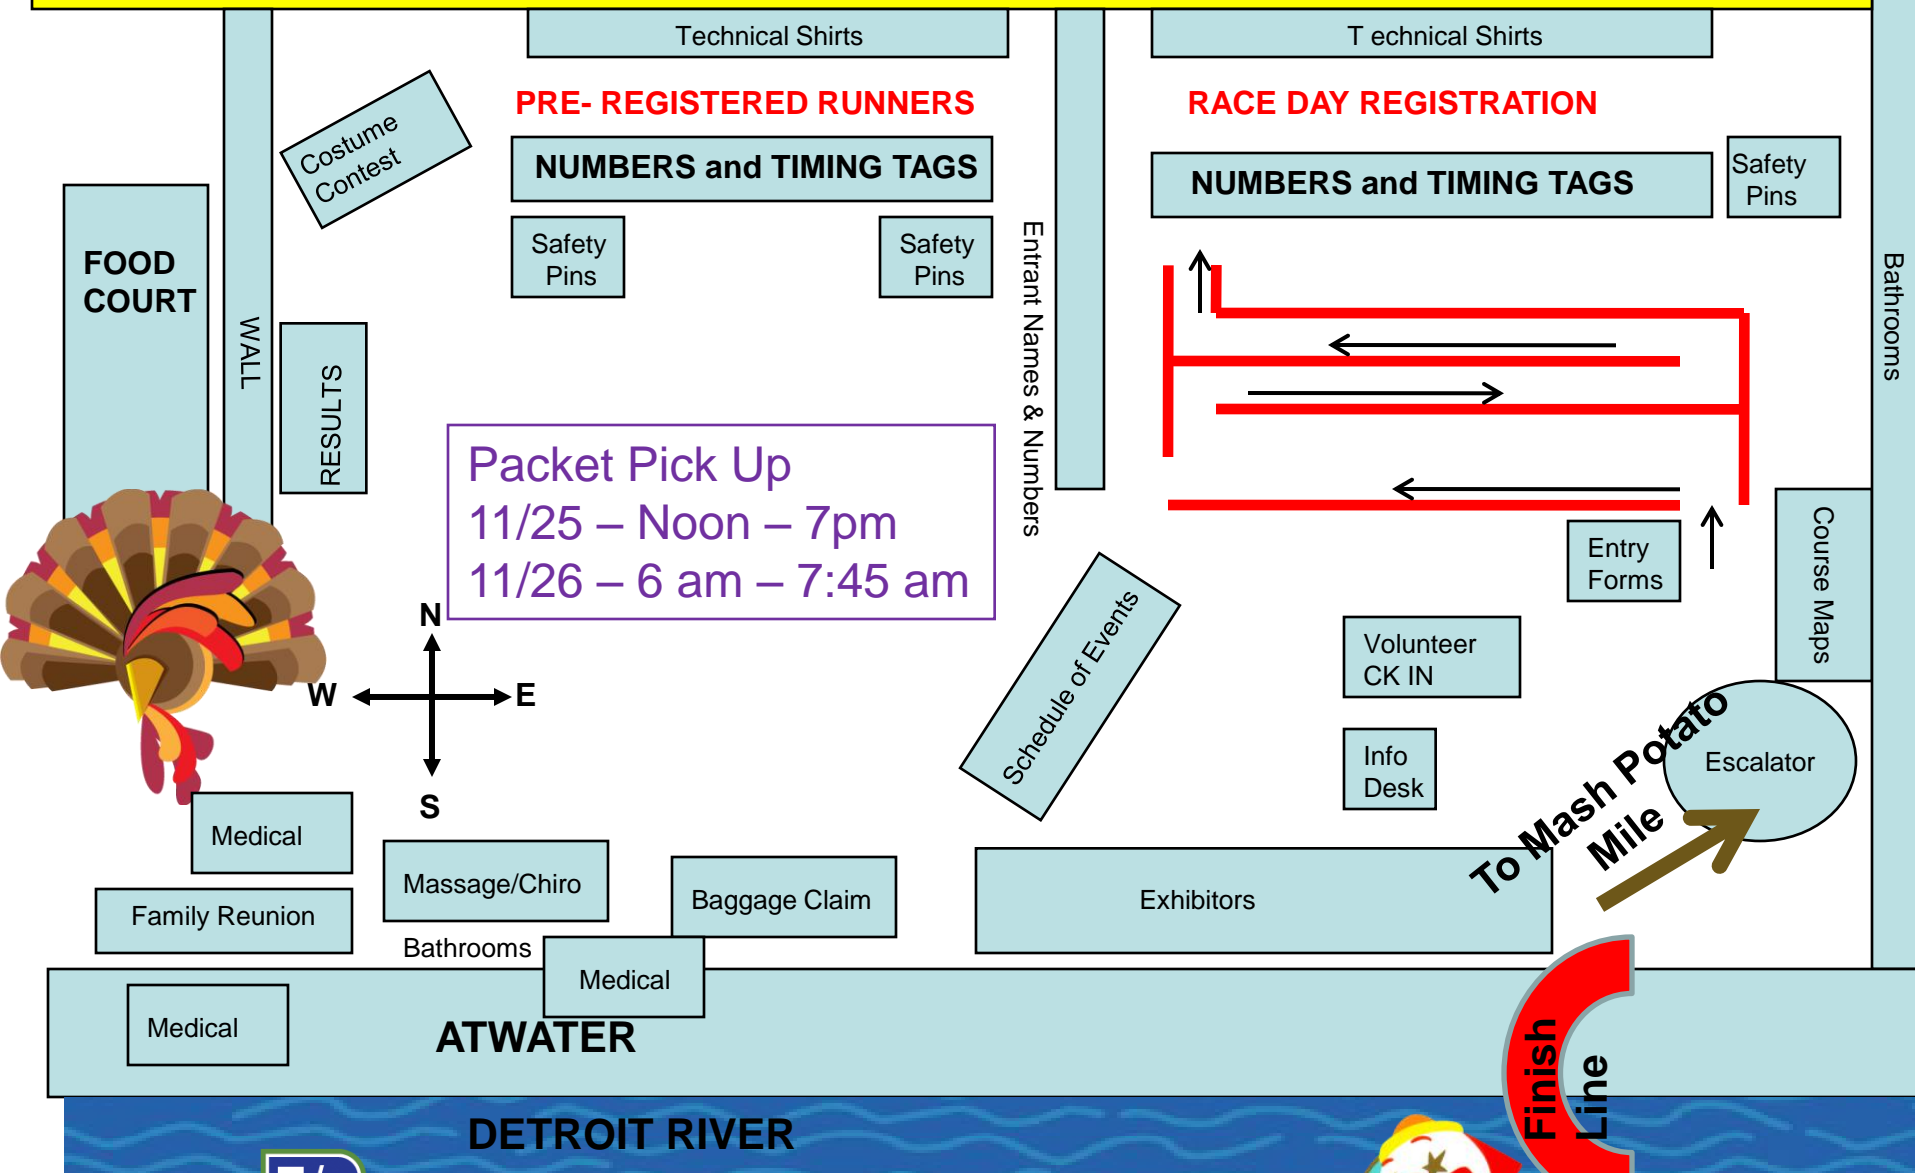 Technical Shirts
T echnical Shirts
PRE- REGISTERED RUNNERS
RACE DAY REGISTRATION
Costume
Contest
NUMBERS and TIMING TAGS
NUMBERS and TIMING TAGS
Safety
Pins
Safety
Pins
Safety
Pins
FOOD
COURT
WALL
RESULTS
Entrant Names & Numbers
Bathrooms
Packet Pick Up
11/25 – Noon – 7pm
11/26 – 6 am – 7:45 am
Entry
Forms
Course Maps
Schedule of Events
Volunteer
CK IN
Info
Desk
Escalator
To Mash Potato
Mile
N
W
E
S
Medical
Massage/Chiro
Baggage Claim
Exhibitors
Family Reunion
Bathrooms
Medical
Medical
ATWATER
Finish
Line
DETROIT RIVER